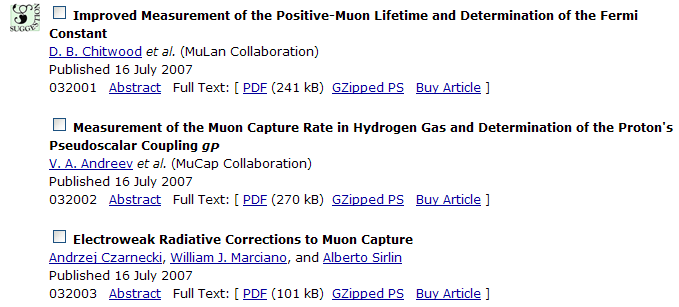 SUGGESTION
Improved Measurement of the Positive-Muon Lifetime and Determination of the Fermi
Constant
D. B. Chitwood et al. (MuLan Collaboration)
Published 16 July 2007
032001 Abstract Full Text: [ PDF (241 kB) GZipped PS Buy Article ]
Measurement of the Muon Capture Rate in Hydrogen Gas and Determination of the Proton's
Pseudoscalar Coupling gP
V. A. Andreev et al. (MuCap Collaboration)
Published 16 July 2007
032002 Abstract Full Text: [ PDF (270 kB) GZipped PS Buy Article ]
Electroweak Radiative Corrections to Muon Capture
Andrzej Czarnecki, William J. Marciano, and Alberto Sirlin
Published 16 July 2007
032003 Abstract Full Text: [ PDF (101 kB) GZipped PS Buy Article ]